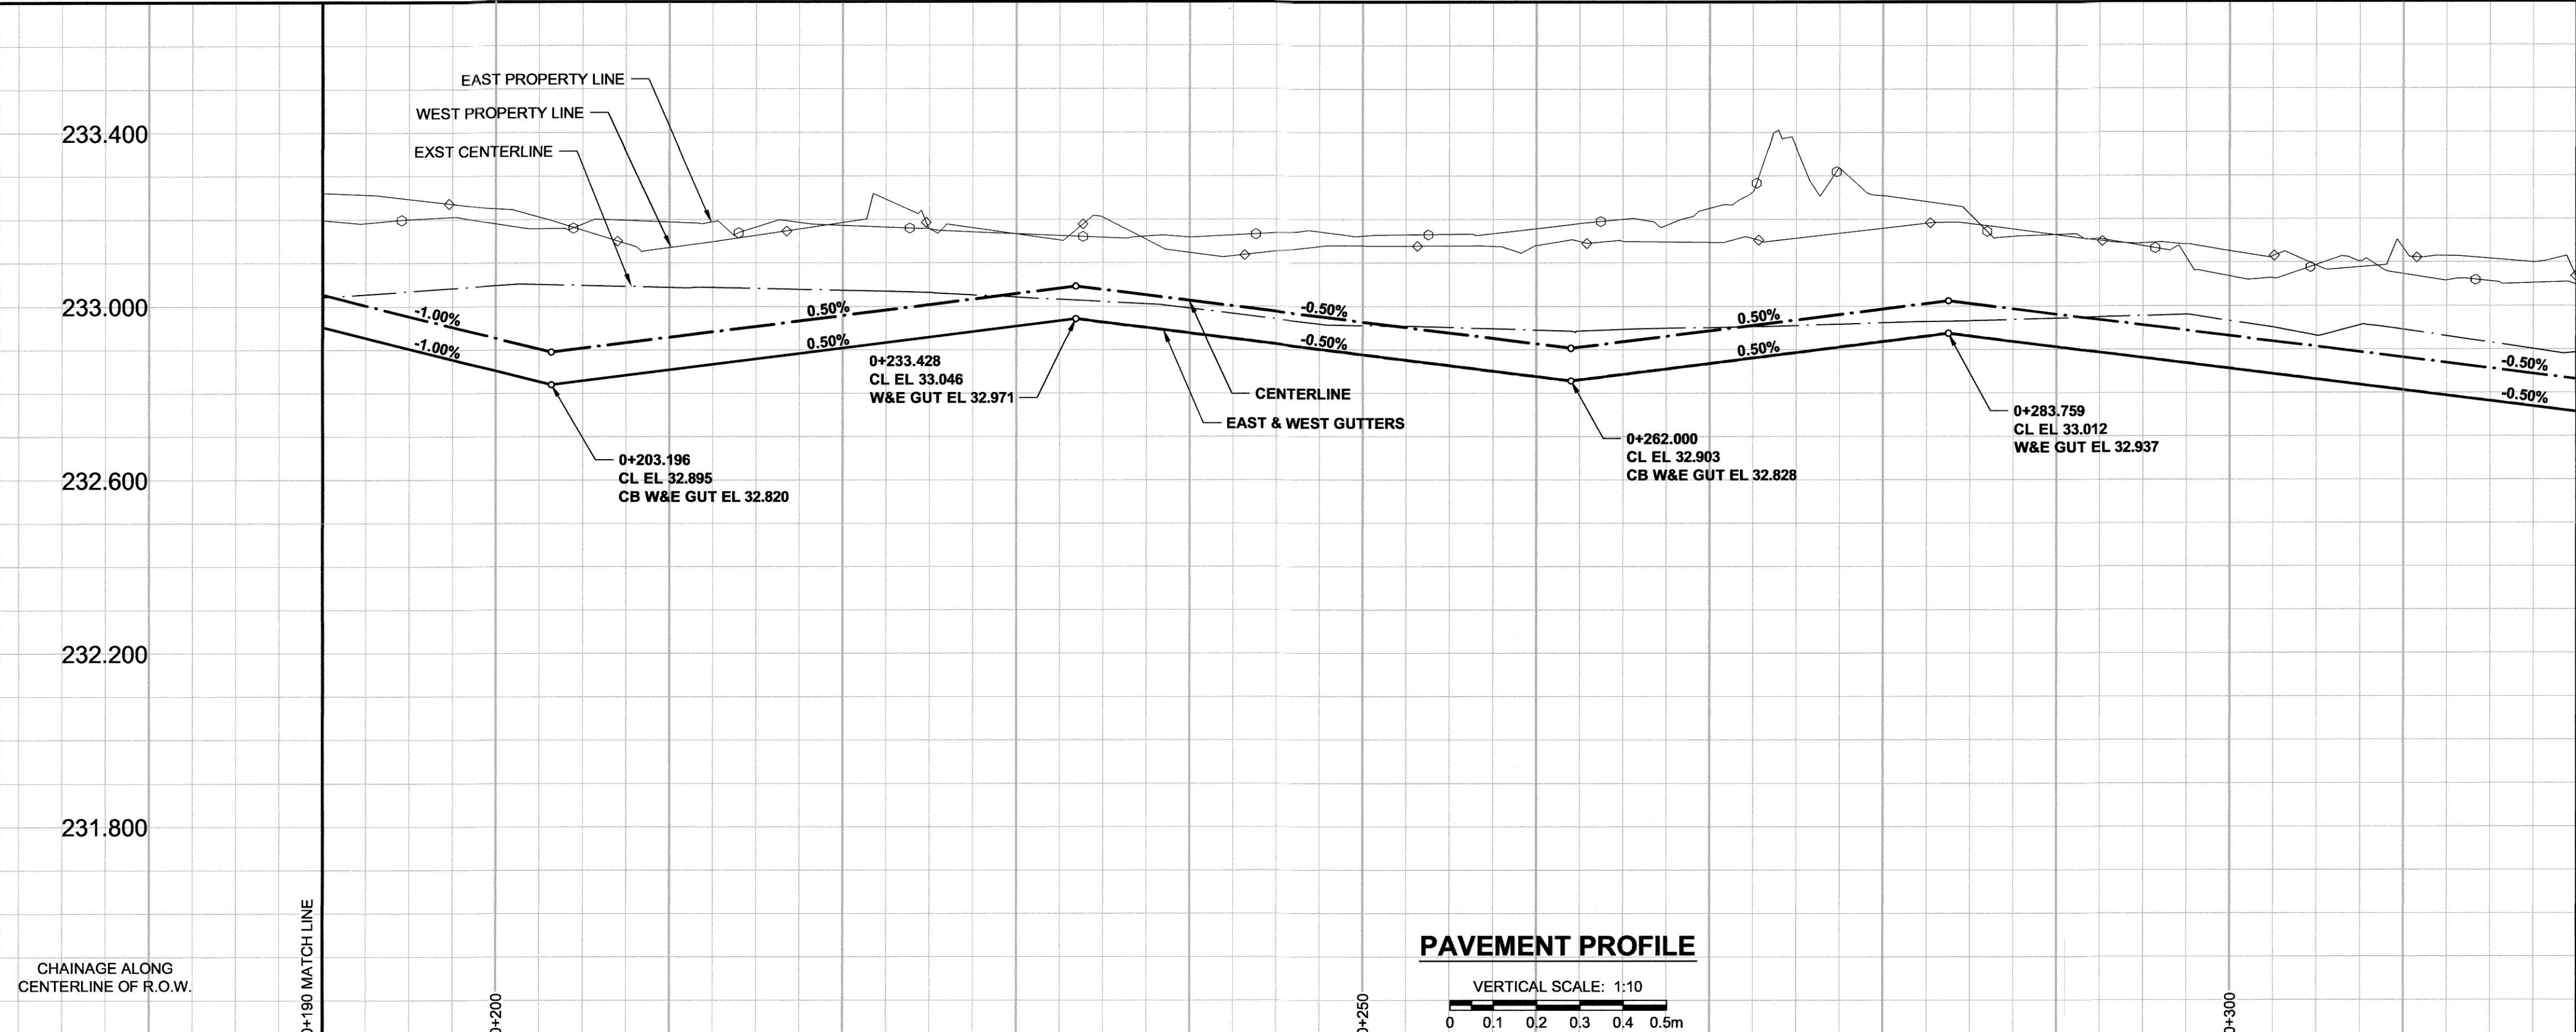 EAST PROPERTY LINE
WEST PROPERTY LINE
EXST CENTERLINE
233.400
233.000
232.600
232.200
231.800
-1.00%
-1.00%
0.50%
0.50%
-0.50%
-0.50%
0.50%
0.50%
-0.50%
-0.50%
0+203.196
CL EL 32.895
CB W&E GUT EL 32.820
0+233.428
CL EL 33.046
W&E GUT EL 32.971
CENTERLINE
EAST & WEST GUTTERS
0+262.000
CL EL 32.903
CB W&E GUT EL 32.828
0+283.759
CL EL 33.012
W&E GUT EL 32.937
CHAINAGE ALONG
CENTERLINE OF R.O.W.
0+190 MATCH LINE
0+200
0+250
0+300
PAVEMENT PROFILE
VERTICAL SCALE: 1:10
0 0.1 0.2 0.3 0.4 0.5m